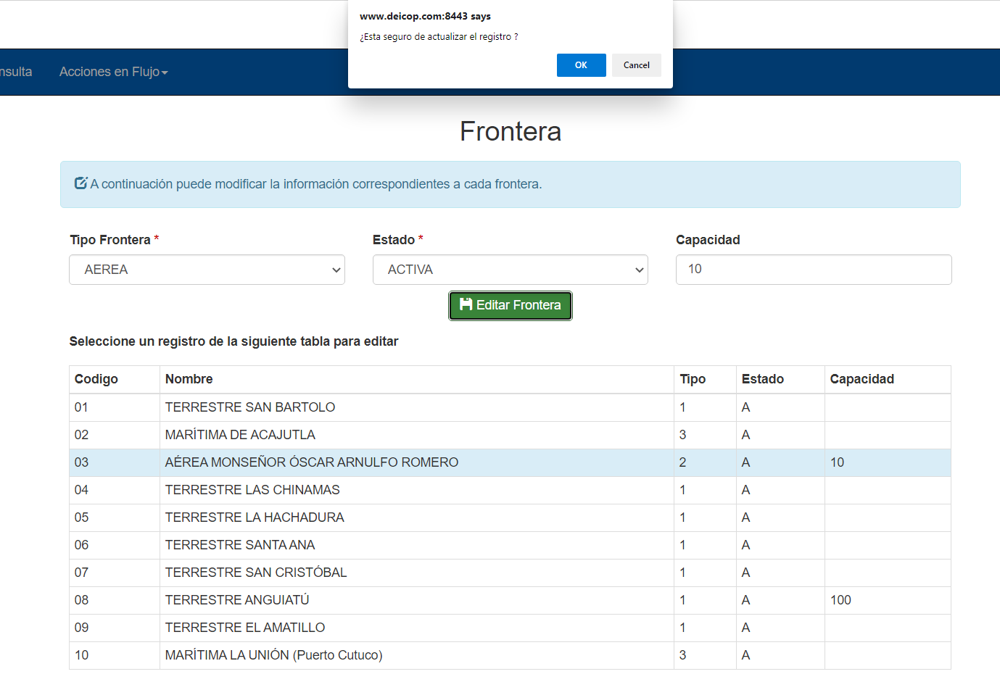 www.deicop.com:8443 says
¿Esta seguro de actualizar el registro ?
OK Cancel
nsulta Acciones en Flujo
Frontera
A continuación puede modificar la información correspondientes a cada frontera.
Tipo Frontera * Estado * Capacidad
AEREA ACTIVA 10
Editar Frontera
Seleccione un registro de la siguiente tabla para editar
Codigo Nombre Tipo Estado Capacidad
01 TERRESTRE SAN BARTOLO 1 A
02 MARÍTIMA DE ACAJUTLA 3 A
03 AÉREA MONSEÑOR ÓSCAR ARNULFO ROMERO 2 A 10
04 TERRESTRE LAS CHINAMAS 1 A
05 TERRESTRE LA HACHADURA 1 A
06 TERRESTRE SANTA ANA 1 A
07 TERRESTRE SAN CRISTÓBAL 1 A
08 TERRESTRE ANGUIATÚ 1 A 100
09 TERRESTRE EL AMATILLO 1 A
10 MARÍTIMA LA UNIÓN (Puerto Cutuco) 3 A